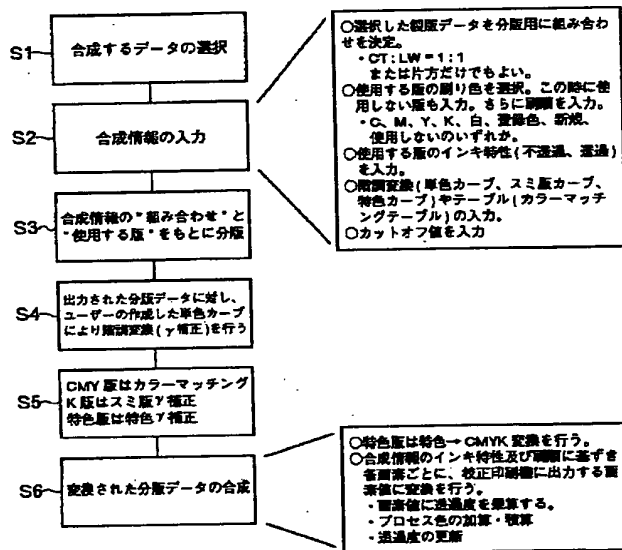 S1
合成するデータの選択
S2
合成情報の入力
S3
合成情報の"組み合わせ"と
"使用する版"をもとに分版
S4
出力された分版データに対し、
ユーザーの作成した単色カーブ
により階調変換(γ補正)を行う
S5
CMY版はカラーマッチング
K版はスミ版γ補正
特色版は特色γ補正
S6
変換された分版データの合成
○選択した製版データを分版用に組み合わ
せを決定。
・CT:LW=1:1
または片方だけでもよい。
○使用する版の刷り色を選択。この時に使
用しない版も入力。さらに刷順を入力。
・C、M、Y、K、白、登録色、新規、
使用しないのいずれか。
○使用する版のインキ特性(不透過、透過)
を入力。
○階調変換(単色カーブ、スミ版カーブ、
特色カーブ)やテーブル(カラーマッチ
ングテーブル)の入力。
○カットオフ値を入力
○特色版は特色→CMYK変換を行う。
○合成情報のインキ特性及び刷順に基ずき
各画素ごとに、校正印刷機に出力する画
素値に変換を行う。
・画素値に透過度を乗算する。
・プロセス色の加算・積算
・透過度の更新